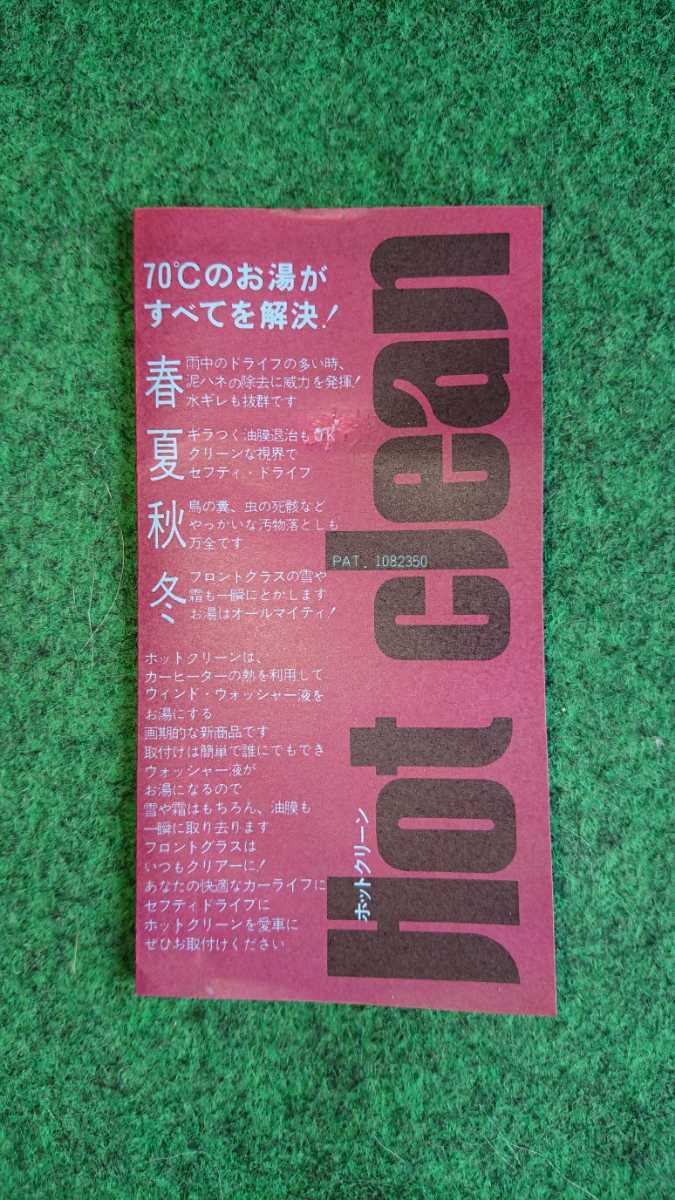 70℃のお湯が
すべてを解決!
春
雨中のドライブの多い時、
泥ハネの除去に威力を発揮!
水ギレも抜群です
夏
ギラつく油膜退治もOK
クリーンな視界で
セフティ・ドライブ
秋
鳥の糞、虫の死骸など
やっかいな汚物落としも
万全です
冬
フロントグラスの雪や
霜も一瞬にとかします
お湯はオールマイティ!
ホットクリーンは、
カーヒーターの熱を利用して
ウィンド・ウォッシャー液を
お湯にする
画期的な新商品です
取付けは簡単で誰にでもでき
ウォッシャー液が
お湯になるので
雪や霜はもちろん、油膜も
一瞬に取り去ります
フロントグラスは
いつもクリアーに!
あなたの快適なカーライフに
セフティドライブに
ホットクリーンを愛車に
ぜひお取付けください
Hot clean
PAT. 1082350
ホットクリーン